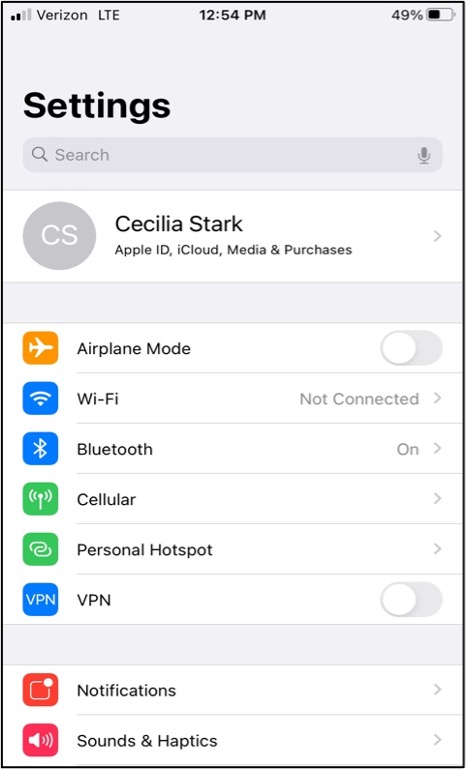 Verizon LTE 12:54 PM 49%
Settings
Search
CS
Cecilia Stark
Apple ID, iCloud, Media & Purchases
Airplane Mode
Wi-Fi Not Connected
Bluetooth On
Cellular
Personal Hotspot
VPN VPN
Notifications
Sounds & Haptics